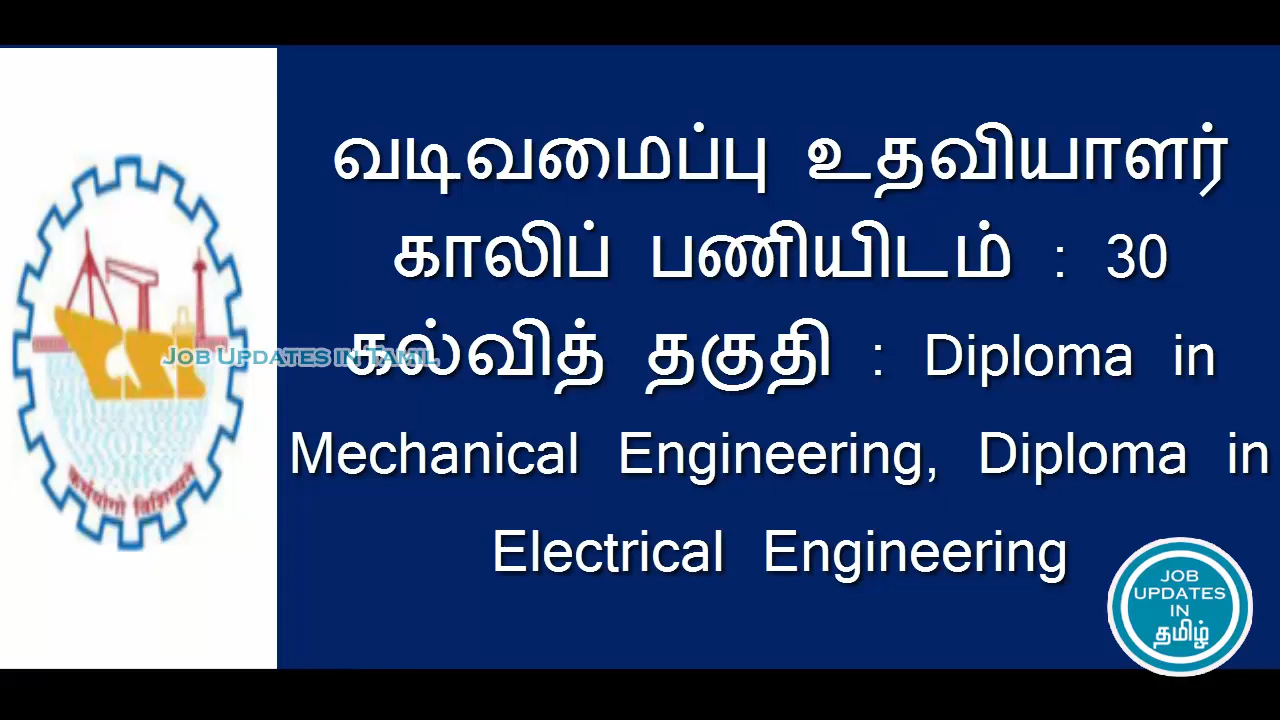 வடிவமைப்பு உதவியாளர்
காலிப் பணியிடம் : 30
கல்வித் தகுதி : Diploma in
Mechanical Engineering, Diploma in
Electrical Engineering
JOB UPDATES IN TAMIL
CSL
JOB
UPDATES
IN
தமிழ்